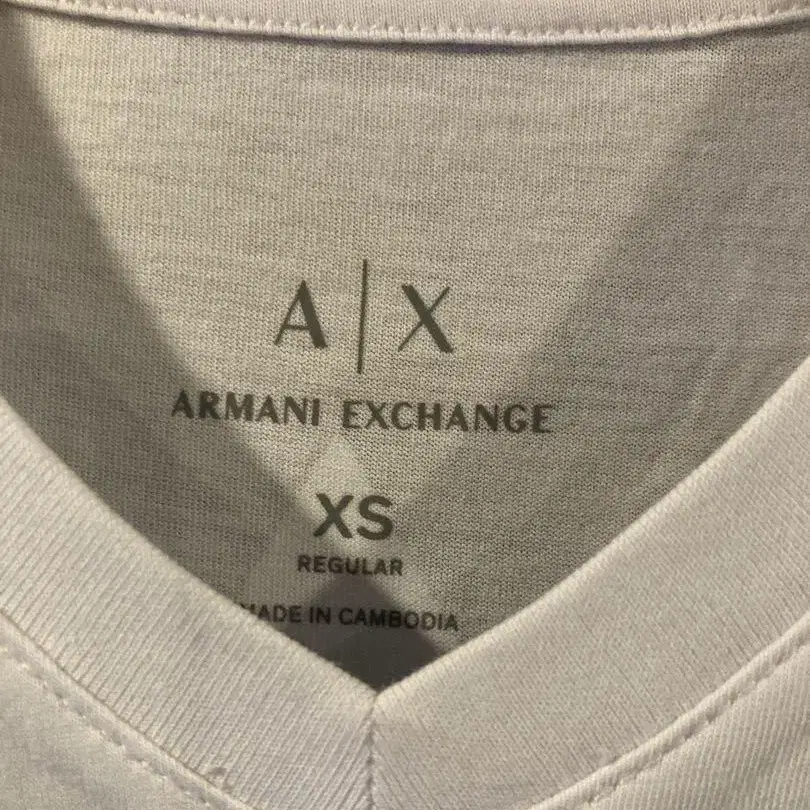 A|X
ARMANI EXCHANGE
XS
REGULAR
MADE IN CAMBODIA